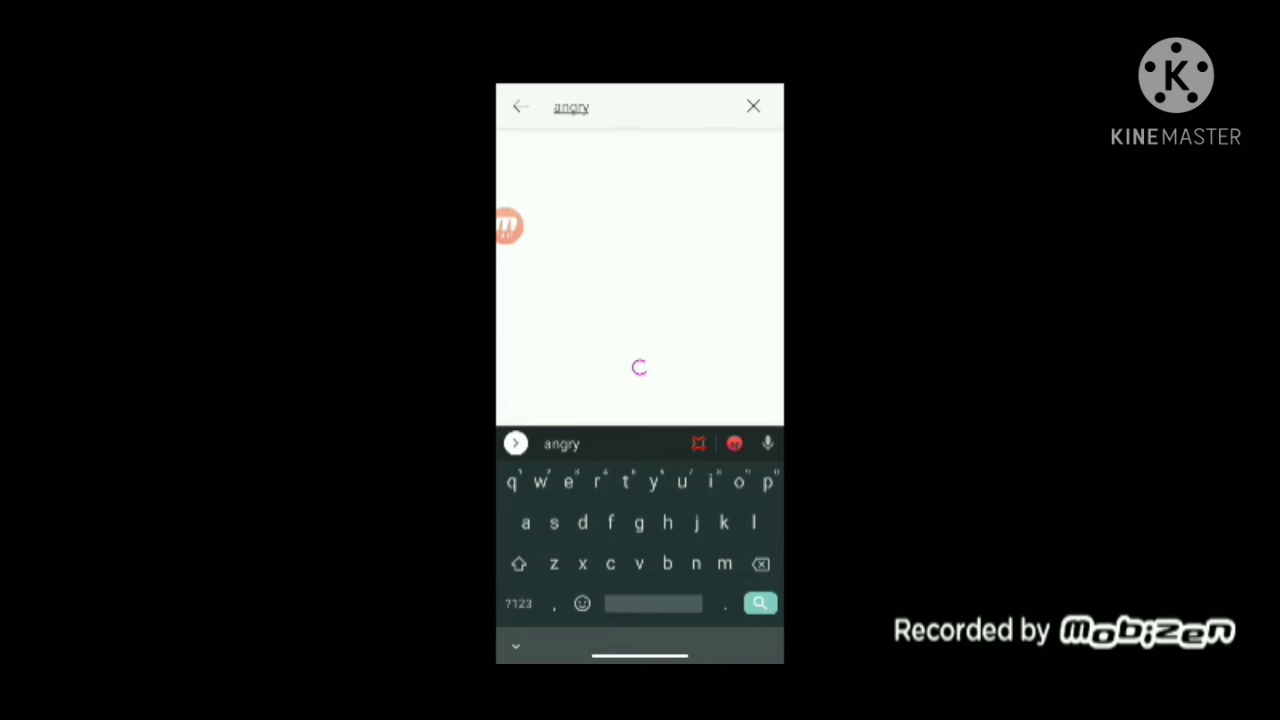 angry
K
KINEMASTER
m
angry
q w e r t y u i o p
a s d f g h j k l
z x c v b n m
?123 , .
Recorded by mobizen